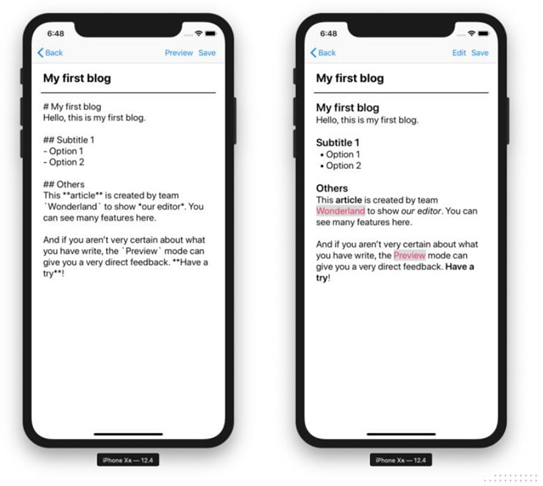 6:48
Back Preview Save
My first blog
# My first blog
Hello, this is my first blog.
## Subtitle 1
- Option 1
- Option 2
## Others
This **article** is created by team
`Wonderland` to show *our editor*. You
can see many features here.
And if you aren't very certain about what
you have write, the `Preview` mode can
give you a very direct feedback. **Have a
try**!
iPhone Xʀ — 12.4
6:48
Back Edit Save
My first blog
My first blog
Hello, this is my first blog.
Subtitle 1
• Option 1
• Option 2
Others
This article is created by team
Wonderland to show our editor. You can
see many features here.
And if you aren't very certain about what
you have write, the Preview mode can
give you a very direct feedback. Have a
try!
iPhone Xʀ — 12.4